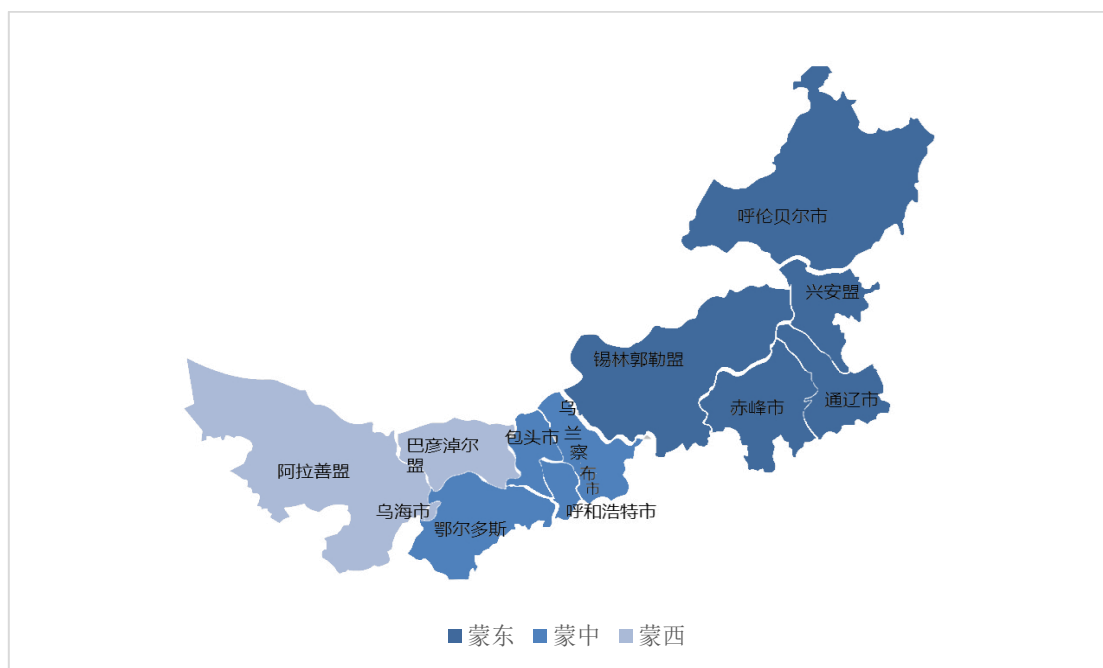 呼伦贝尔市
兴安盟
锡林郭勒盟
通辽市
赤峰市
乌
兰
察
布
市
包头市
巴彦淖尔
盟
阿拉善盟
乌海市
呼和浩特市
鄂尔多斯
蒙东 蒙中 蒙西